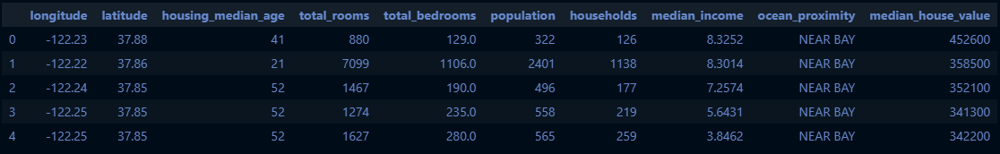 longitude latitude housing_median_age total_rooms total_bedrooms population households median_income ocean_proximity median_house_value
0 -122.23 37.88 41 880 129.0 322 126 8.3252 NEAR BAY 452600
1 -122.22 37.86 21 7099 1106.0 2401 1138 8.3014 NEAR BAY 358500
2 -122.24 37.85 52 1467 190.0 496 177 7.2574 NEAR BAY 352100
3 -122.25 37.85 52 1274 235.0 558 219 5.6431 NEAR BAY 341300
4 -122.25 37.85 52 1627 280.0 565 259 3.8462 NEAR BAY 342200